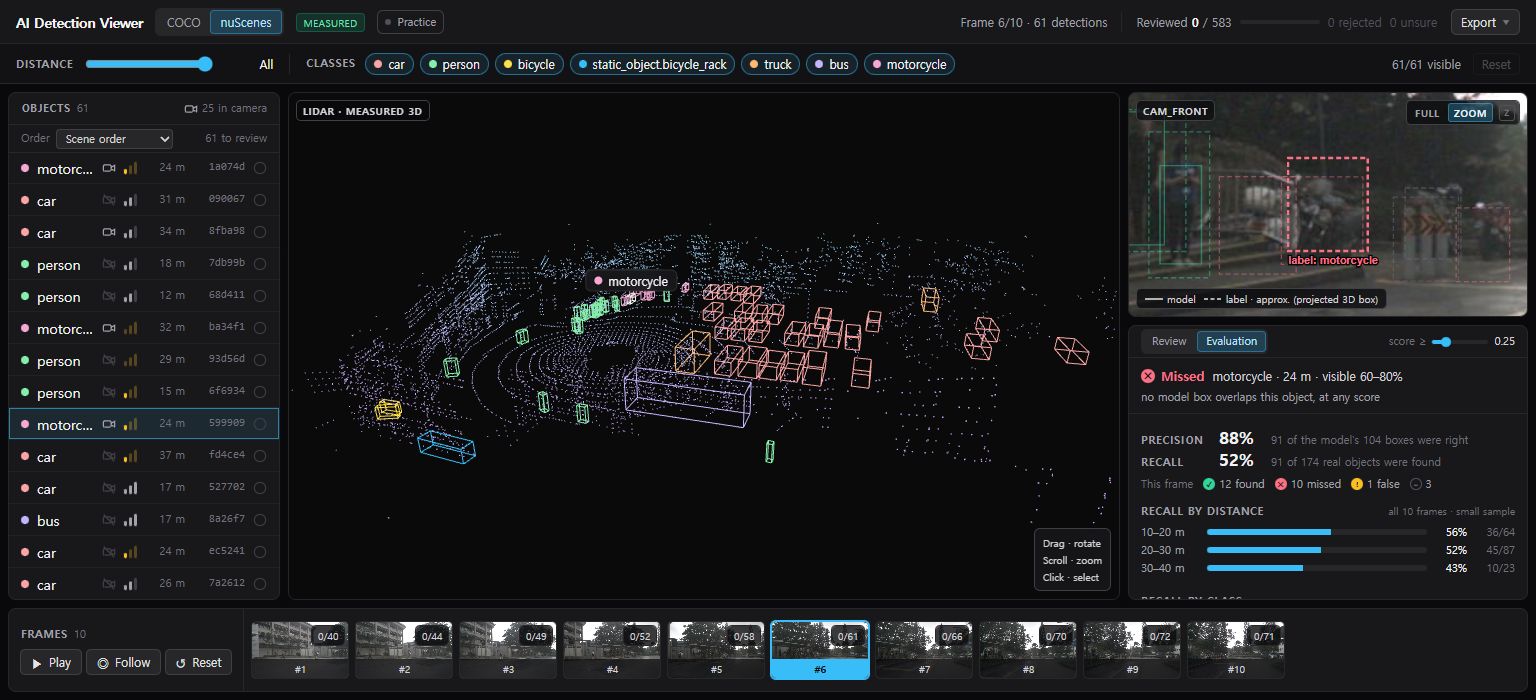 AI Detection Viewer COCO nuScenes MEASURED Practice Frame 6/10 · 61 detections Reviewed 0 / 583 0 rejected 0 unsure Export
DISTANCE All CLASSES car person bicycle static_object.bicycle_rack truck bus motorcycle 61/61 visible Reset
OBJECTS 61 25 in camera
Order Scene order 61 to review
motorc... 24 m 1a074d
car 31 m 090067
car 34 m 8fba98
person 18 m 7db99b
person 12 m 68d411
motorc... 32 m ba34f1
person 29 m 93d56d
person 15 m 6f6934
motorc... 24 m 599909
car 37 m fd4ce4
car 17 m 527702
bus 17 m 8a26f7
car 24 m ec5241
car 26 m 7a2612
LIDAR · MEASURED 3D
motorcycle
Drag · rotate
Scroll · zoom
Click · select
CAM_FRONT FULL ZOOM Z
label: motorcycle
model label · approx. (projected 3D box)
Review Evaluation score ≥ 0.25
Missed motorcycle · 24 m · visible 60–80%
no model box overlaps this object, at any score
PRECISION 88% 91 of the model's 104 boxes were right
RECALL 52% 91 of 174 real objects were found
This frame 12 found 10 missed 1 false 3
RECALL BY DISTANCE all 10 frames · small sample
10–20 m 56% 36/64
20–30 m 52% 45/87
30–40 m 43% 10/23
RECALL BY CLASS
FRAMES 10
Play Follow Reset
0/40 0/44 0/49 0/52 0/58 0/61 0/66 0/70 0/72 0/71
#1 #2 #3 #4 #5 #6 #7 #8 #9 #10